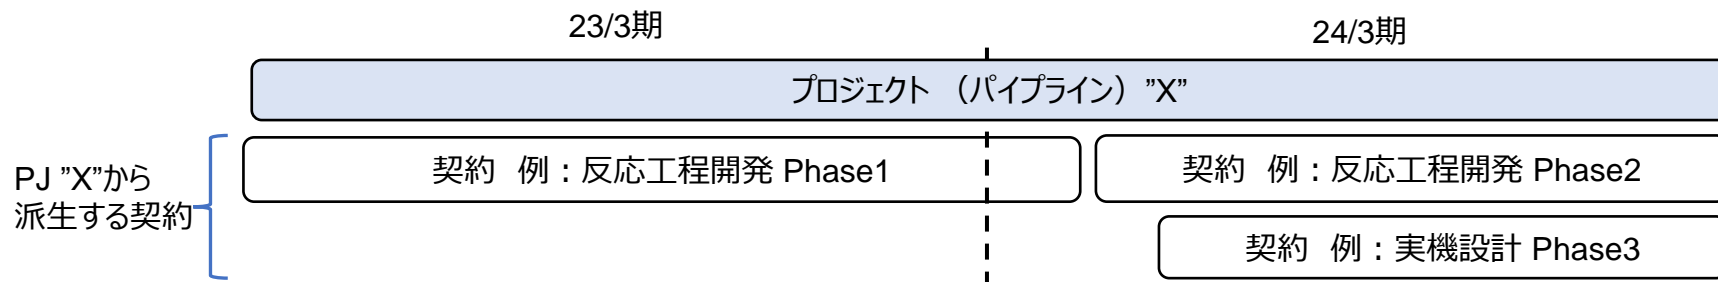 23/3期
24/3期
プロジェクト （パイプライン）”X”
契約 例：反応工程開発 Phase1
契約 例：反応工程開発 Phase2
PJ ”X”から
派生する契約
契約 例：実機設計 Phase3